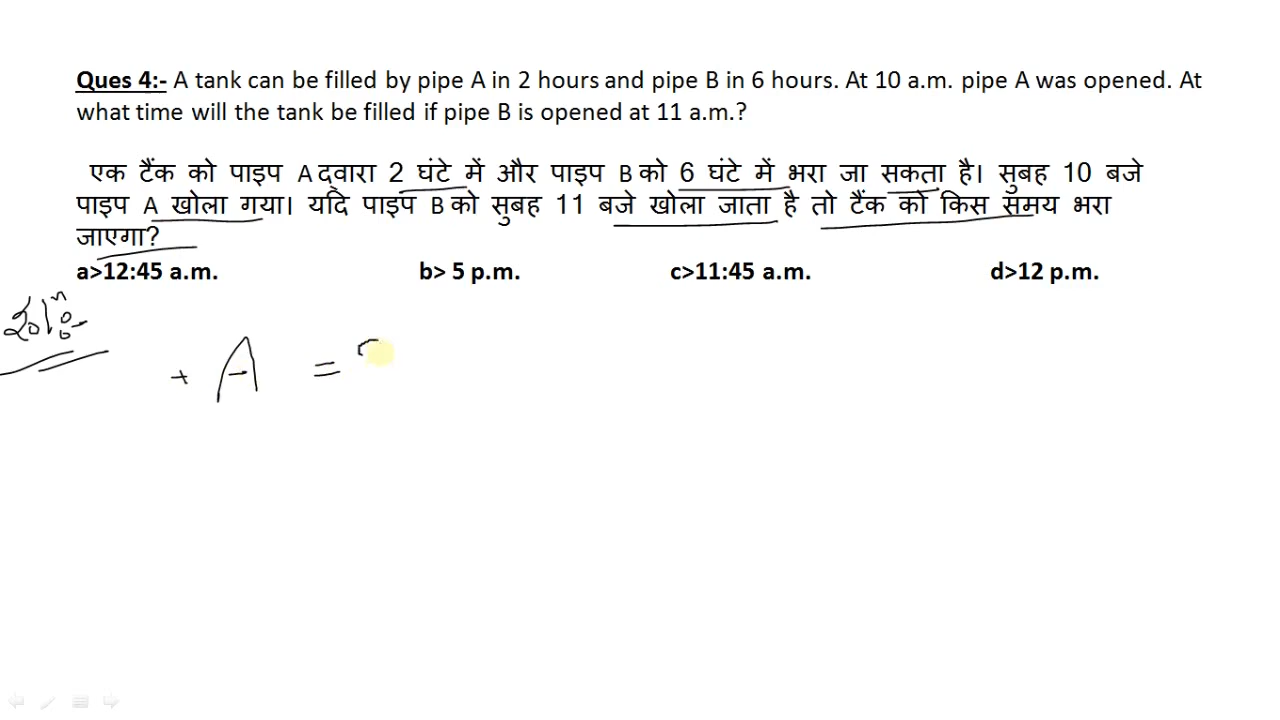 Ques 4:- A tank can be filled by pipe A in 2 hours and pipe B in 6 hours. At 10 a.m. pipe A was opened. At
what time will the tank be filled if pipe B is opened at 11 a.m.?
एक टैंक को पाइप A द्वारा 2 घंटे में और पाइप B को 6 घंटे में भरा जा सकता है। सुबह 10 बजे
पाइप A खोला गया। यदि पाइप B को सुबह 11 बजे खोला जाता है तो टैंक को किस समय भरा
जाएगा?
a>12:45 a.m. b> 5 p.m. c>11:45 a.m. d>12 p.m.
Solⁿ:-
+ A =